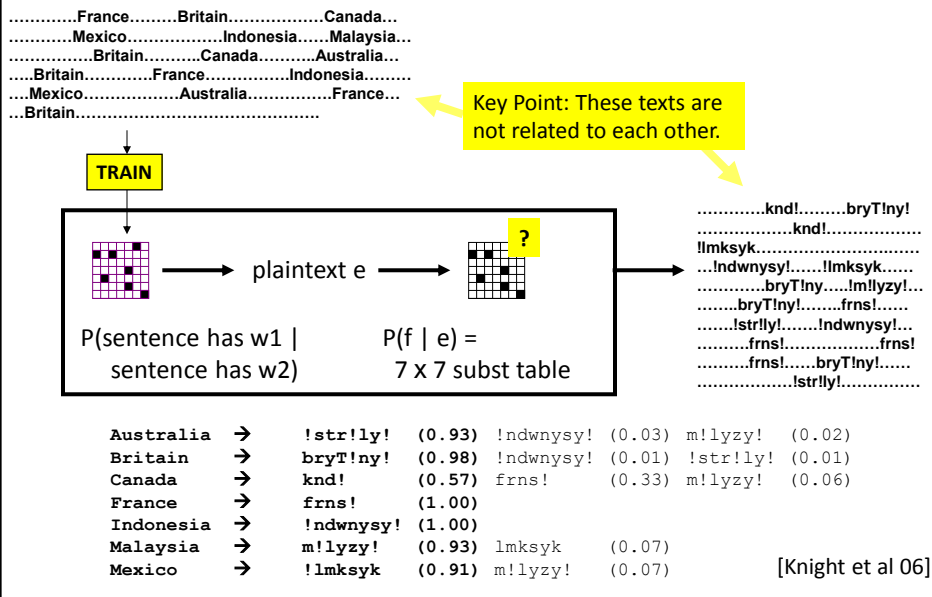 ………….France………Britain………………Canada…
…………Mexico………………Indonesia……Malaysia…
…………….Britain………..Canada………..Australia…
…..Britain………….France…………….Indonesia………
….Mexico……………….Australia…………….France…
…Britain………………………………………….
Key Point: These texts are
not related to each other.
TRAIN
………….knd!………bryT!ny!
……………….knd!………………
!lmksyk…………………………
…!ndwnysy!……!lmksyk……
………….bryT!ny…..!m!lyzy!…
……..bryT!ny!……..frns!……
…….!str!ly!…….!ndwnysy!…
……….frns!……………….frns!
……….frns!……bryT!ny!……
……………….!str!ly!……………
?
plaintext e
P(sentence has w1 |
sentence has w2)
P(f | e) =
7 x 7 subst table
Australia → !str!ly! (0.93) !ndwnysy! (0.03) m!lyzy! (0.02)
Britain → bryT!ny! (0.98) !ndwnysy! (0.01) !str!ly! (0.01)
Canada → knd! (0.57) frns! (0.33) m!lyzy! (0.06)
France → frns! (1.00)
Indonesia → !ndwnysy! (1.00)
Malaysia → m!lyzy! (0.93) lmksyk (0.07)
Mexico → !lmksyk (0.91) m!lyzy! (0.07)
[Knight et al 06]